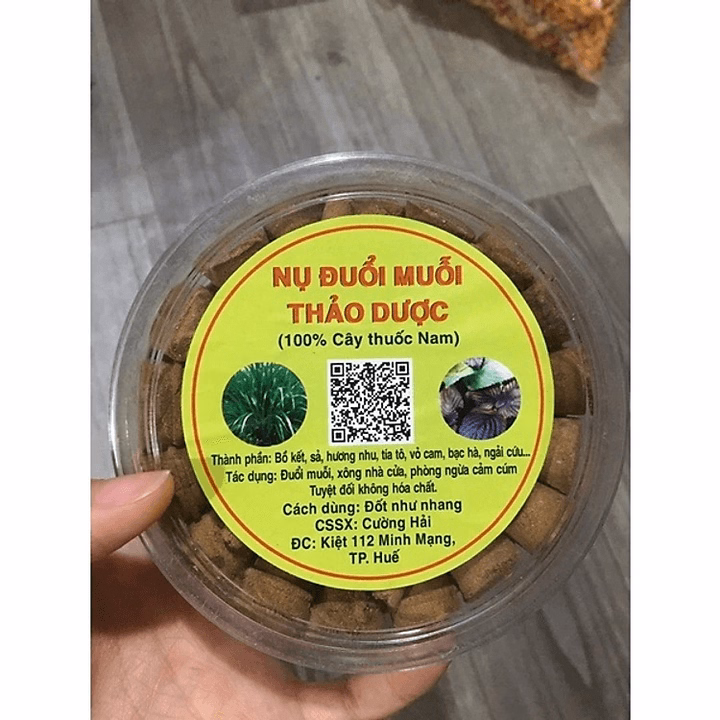 NỤ ĐUỔI MUỖI
THẢO DƯỢC
(100% Cây thuốc Nam)
Thành phần: Bồ kết, sả, hương nhu, tía tô, vỏ cam, bạc hà, ngải cứu...
Tác dụng: Đuổi muỗi, xông nhà cửa, phòng ngừa cảm cúm
Tuyệt đối không hóa chất.
Cách dùng: Đốt như nhang
CSSX: Cường Hải
ĐC: Kiệt 112 Minh Mạng,
TP. Huế